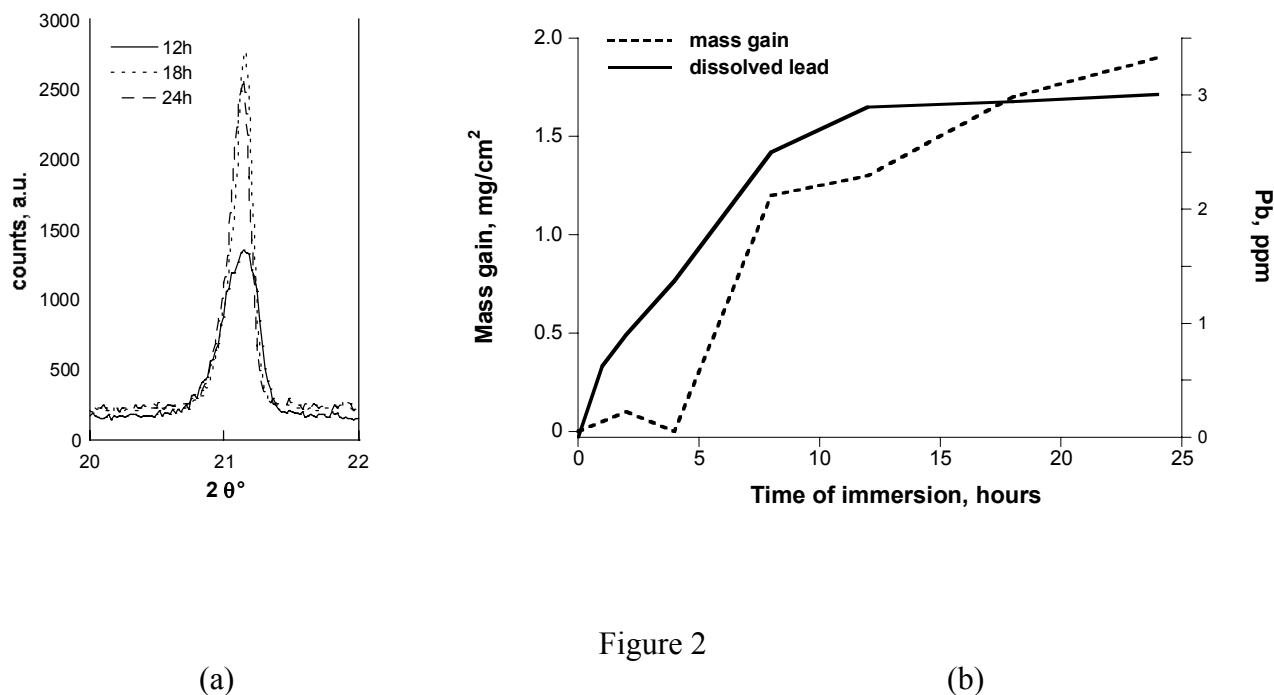 3000
2500
2000
1500
1000
500
0
12h
18h
24h
counts, a.u.
20
21
22
2 θ°
mass gain
dissolved lead
2.0
1.5
1.0
0.5
0
Mass gain, mg/cm²
3
2
1
0
Pb, ppm
0
5
10
15
20
25
Time of immersion, hours
Figure 2
(a)
(b)